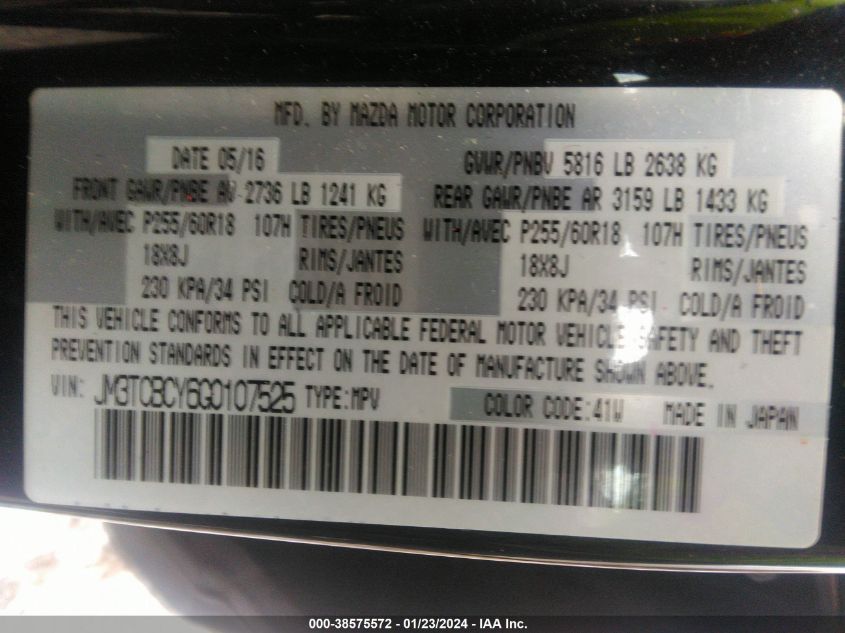 MFD. BY MAZDA MOTOR CORPORATION
DATE 05/16 GVWR/PNBV 5816 LB 2638 KG
FRONT GAWR/PNBE AV 2736 LB 1241 KG REAR GAWR/PNBE AR 3159 LB 1433 KG
WITH/AVEC P255/60R18 107H TIRES/PNEUS WITH/AVEC P255/60R18 107H TIRES/PNEUS
18X8J RIMS/JANTES 18X8J RIMS/JANTES
230 KPA/34 PSI COLD/A FROID 230 KPA/34 PSI COLD/A FROID
THIS VEHICLE CONFORMS TO ALL APPLICABLE FEDERAL MOTOR VEHICLE SAFETY AND THEFT
PREVENTION STANDARDS IN EFFECT ON THE DATE OF MANUFACTURE SHOWN ABOVE.
VIN: JM3TCBCY6G0107525 TYPE:MPV COLOR CODE:41W MADE IN JAPAN
000-38575572 - 01/23/2024 - IAA Inc.